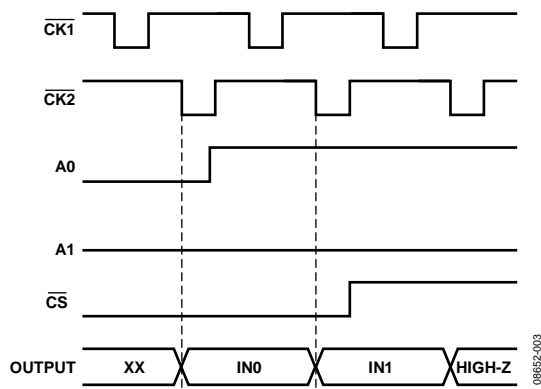 CK1
CK2
A0
A1
CS
OUTPUT XX IN0 IN1 HIGH-Z
08652-003